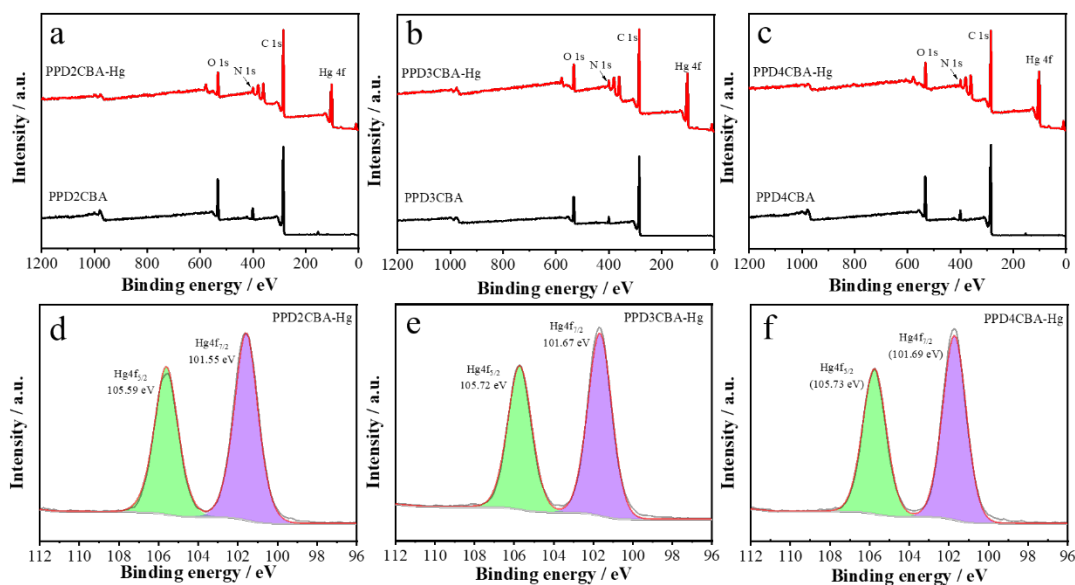 a
PPD2CBA-Hg
O 1s
N 1s
C 1s
Hg 4f
PPD2CBA
Intensity / a.u.
1200 1000 800 600 400 200 0
Binding energy / eV
b
PPD3CBA-Hg
O 1s
N 1s
C 1s
Hg 4f
PPD3CBA
Intensity / a.u.
1200 1000 800 600 400 200 0
Binding energy / eV
c
PPD4CBA-Hg
O 1s
N 1s
C 1s
Hg 4f
PPD4CBA
Intensity / a.u.
1200 1000 800 600 400 200 0
Binding energy / eV
d
PPD2CBA-Hg
Hg4f7/2
101.55 eV
Hg4f5/2
105.59 eV
Intensity / a.u.
112 110 108 106 104 102 100 98 96
Binding energy / eV
e
PPD3CBA-Hg
Hg4f7/2
101.67 eV
Hg4f5/2
105.72 eV
Intensity / a.u.
112 110 108 106 104 102 100 98 96
Binding energy / eV
f
PPD4CBA-Hg
Hg4f7/2
(101.69 eV)
Hg4f5/2
(105.73 eV)
Intensity / a.u.
112 110 108 106 104 102 100 98 96
Binding energy / eV